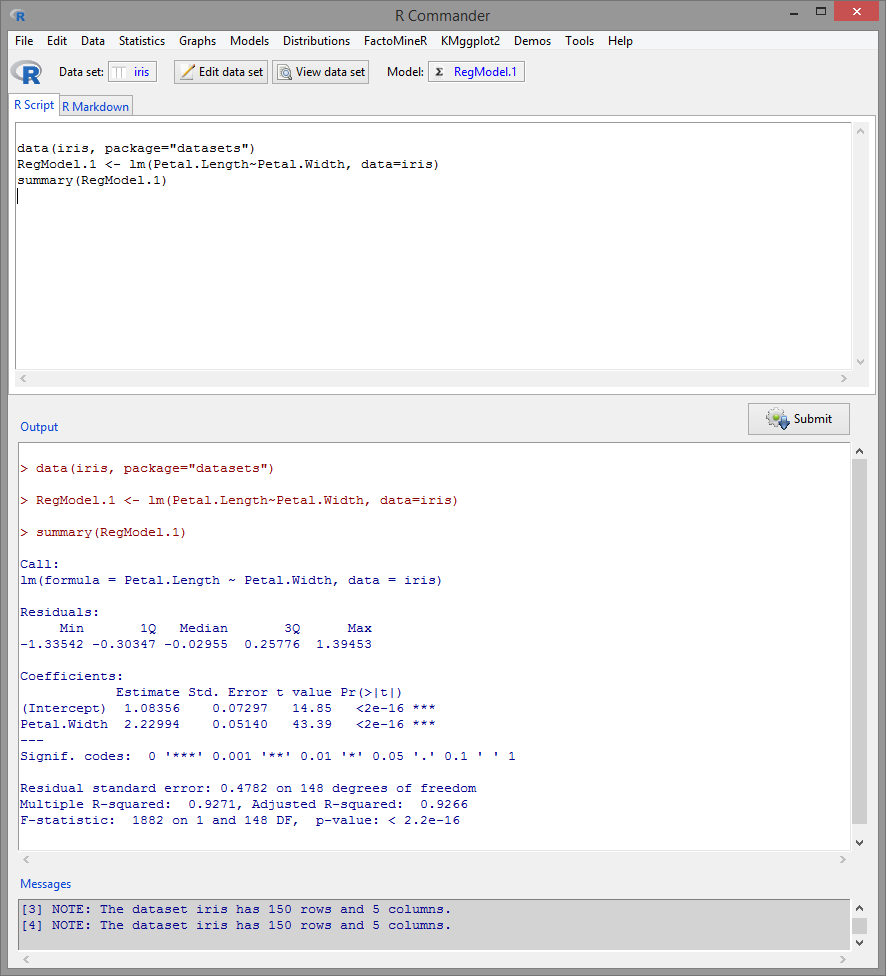 R Commander
File Edit Data Statistics Graphs Models Distributions FactoMineR KMggplot2 Demos Tools Help
R Data set: iris Edit data set View data set Model: Σ RegModel.1
R Script R Markdown
data(iris, package="datasets")
RegModel.1 <- lm(Petal.Length~Petal.Width, data=iris)
summary(RegModel.1)
Submit
Output
> data(iris, package="datasets")
> RegModel.1 <- lm(Petal.Length~Petal.Width, data=iris)
> summary(RegModel.1)
Call:
lm(formula = Petal.Length ~ Petal.Width, data = iris)
Residuals:
     Min       1Q   Median       3Q      Max
-1.33542 -0.30347 -0.02955  0.25776  1.39453
Coefficients:
            Estimate Std. Error t value Pr(>|t|)
(Intercept)  1.08356    0.07297   14.85   <2e-16 ***
Petal.Width  2.22994    0.05140   43.39   <2e-16 ***
---
Signif. codes:  0 '***' 0.001 '**' 0.01 '*' 0.05 '.' 0.1 ' ' 1
Residual standard error: 0.4782 on 148 degrees of freedom
Multiple R-squared:  0.9271, Adjusted R-squared:  0.9266
F-statistic:  1882 on 1 and 148 DF,  p-value: < 2.2e-16
Messages
[3] NOTE: The dataset iris has 150 rows and 5 columns.
[4] NOTE: The dataset iris has 150 rows and 5 columns.